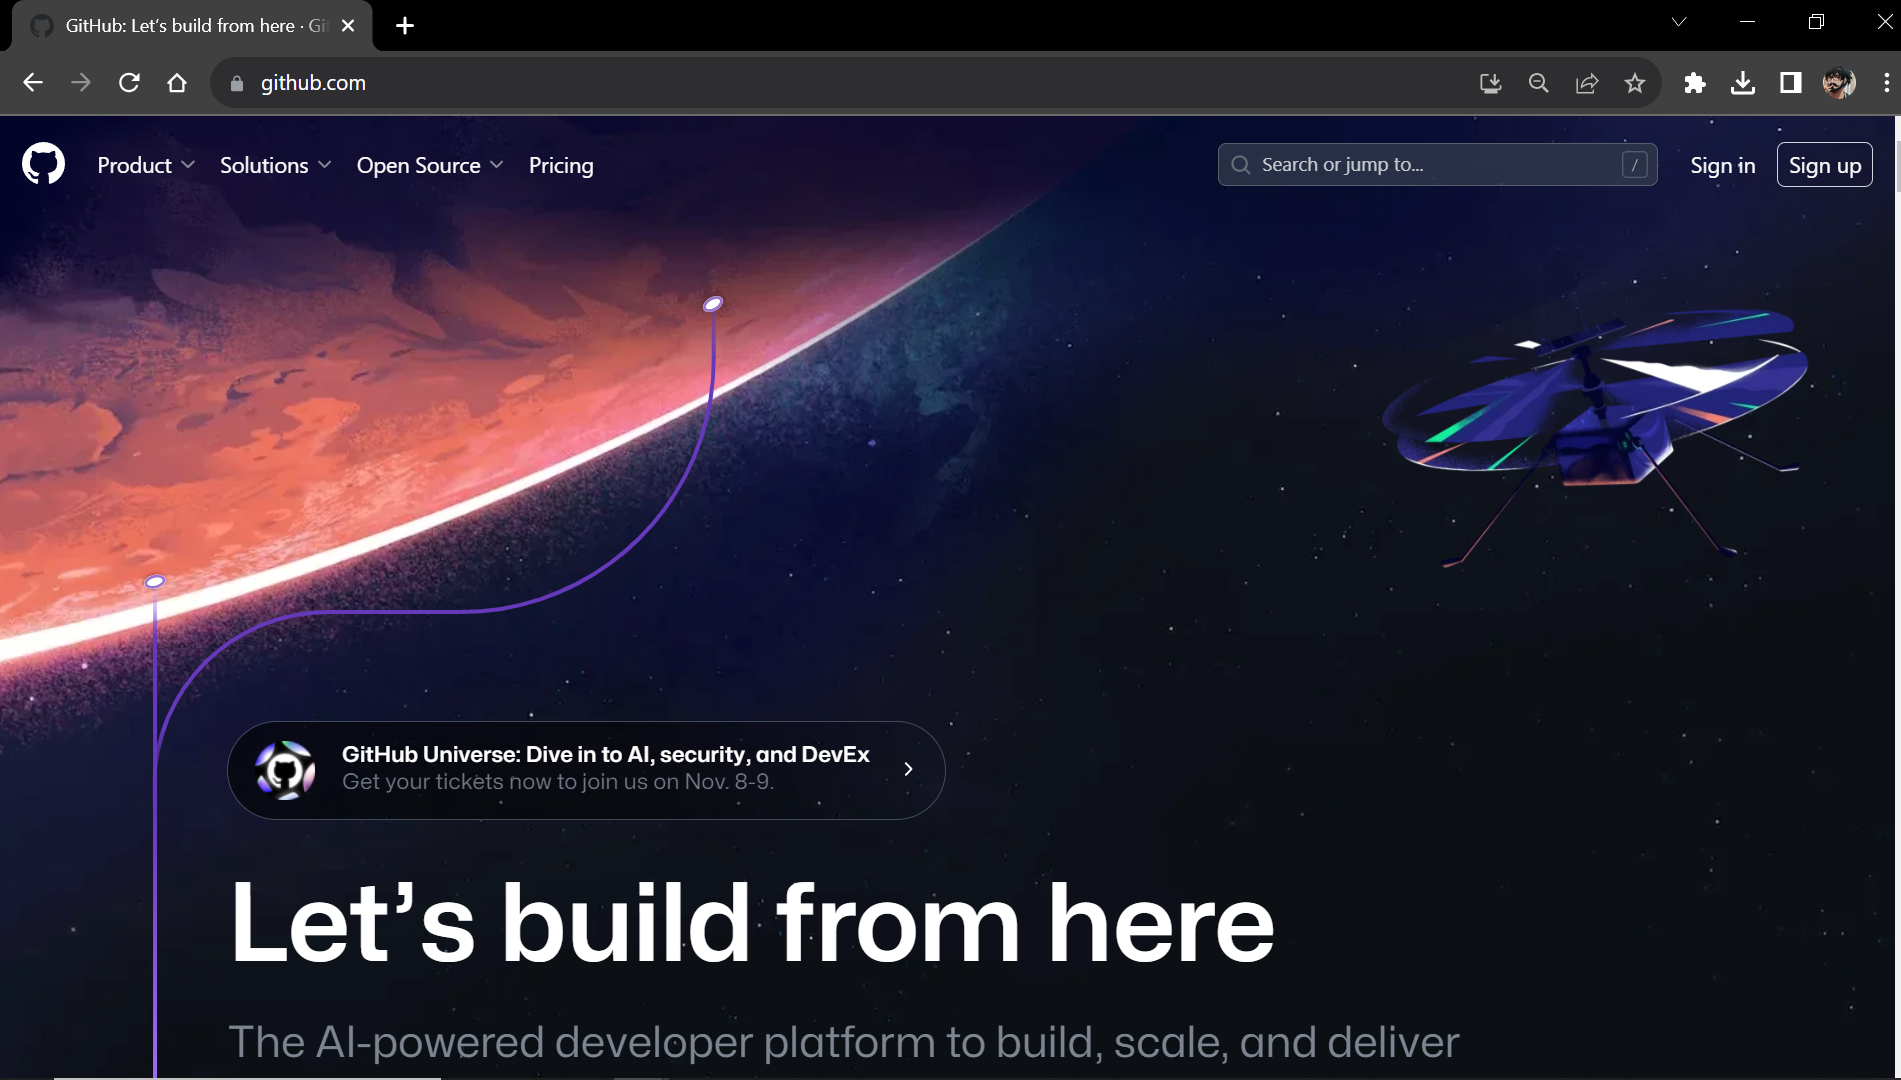 GitHub: Let's build from here · Git
github.com
Product
Solutions
Open Source
Pricing
Search or jump to...
/
Sign in
Sign up
GitHub Universe: Dive in to AI, security, and DevEx
Get your tickets now to join us on Nov. 8-9.
Let's build from here
The AI-powered developer platform to build, scale, and deliver